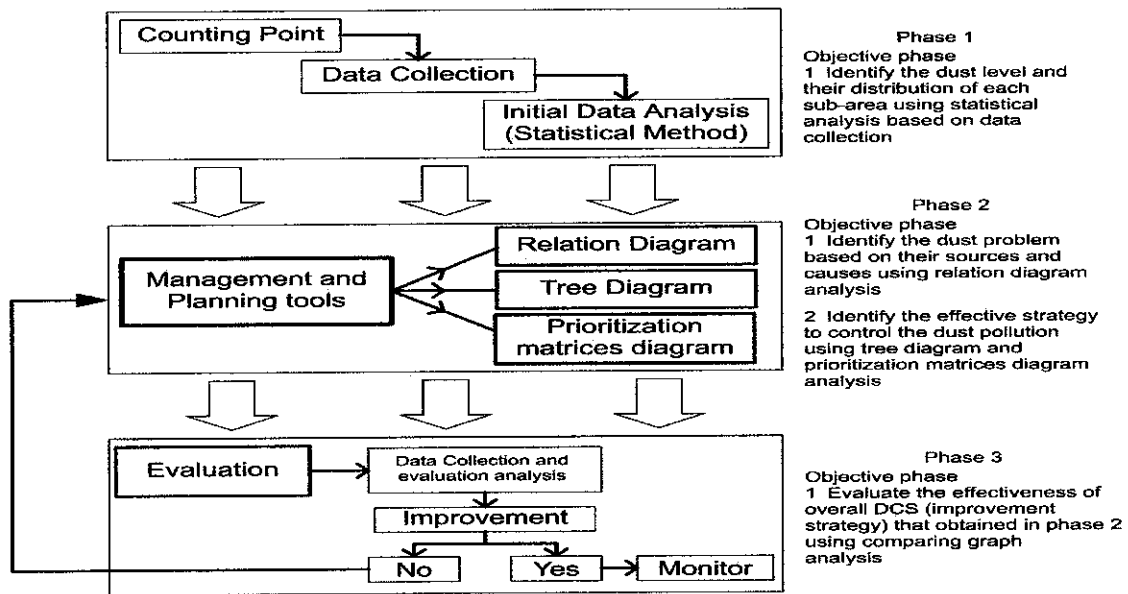 Counting Point
Data Collection
Initial Data Analysis
(Statistical Method)
Phase 1
Objective phase
1 Identify the dust level and
their distribution of each
sub-area using statistical
analysis based on data
collection
Management and
Planning tools
Relation Diagram
Tree Diagram
Prioritization
matrices diagram
Phase 2
Objective phase
1 Identify the dust problem
based on their sources and
causes using relation diagram
analysis
2 Identify the effective strategy
to control the dust pollution
using tree diagram and
prioritization matrices diagram
analysis
Evaluation
Data Collection and
evaluation analysis
Improvement
No
Yes
Monitor
Phase 3
Objective phase
1 Evaluate the effectiveness of
overall DCS (improvement
strategy) that obtained in phase 2
using comparing graph
analysis